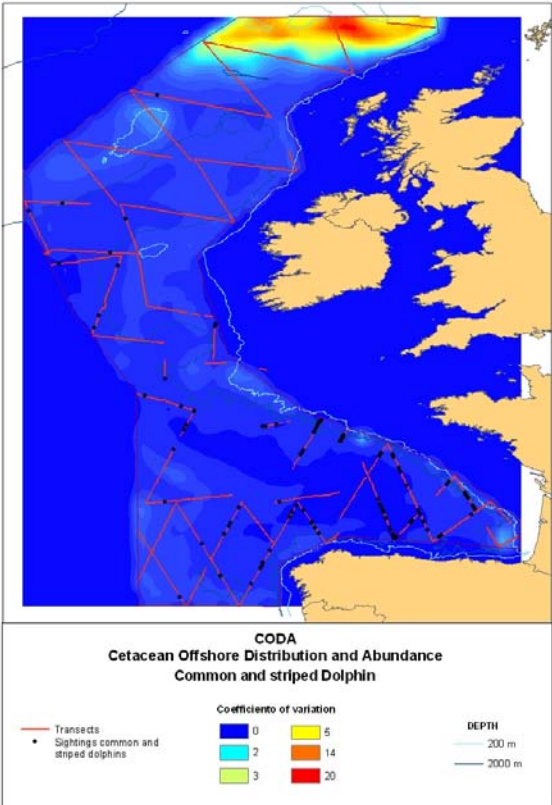 CODA
Cetacean Offshore Distribution and Abundance
Common and striped Dolphin
Coefficiento of variation
Transects
Sightings common and
striped dolphins
0
2
3
5
14
20
DEPTH
200 m
2000 m